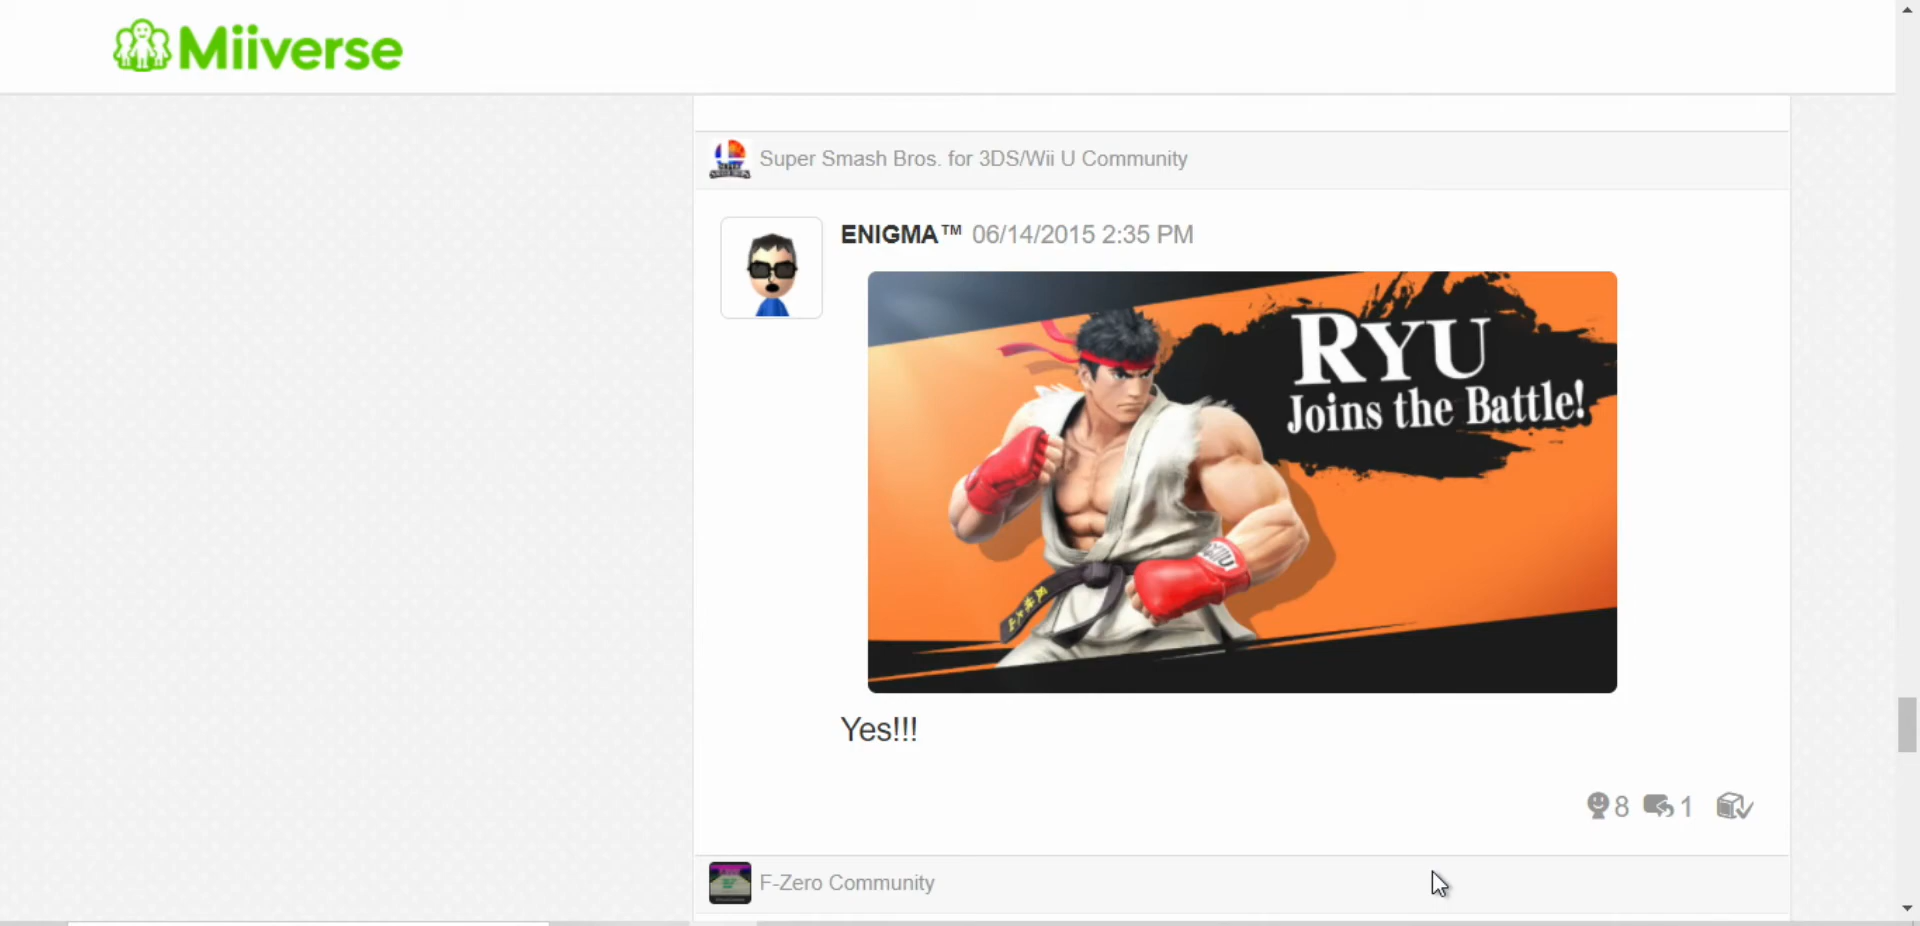 Miiverse
Super Smash Bros. for 3DS/Wii U Community
ENIGMA™ 06/14/2015 2:35 PM
RYU
Joins the Battle!
Yes!!!
8 1
F-Zero Community